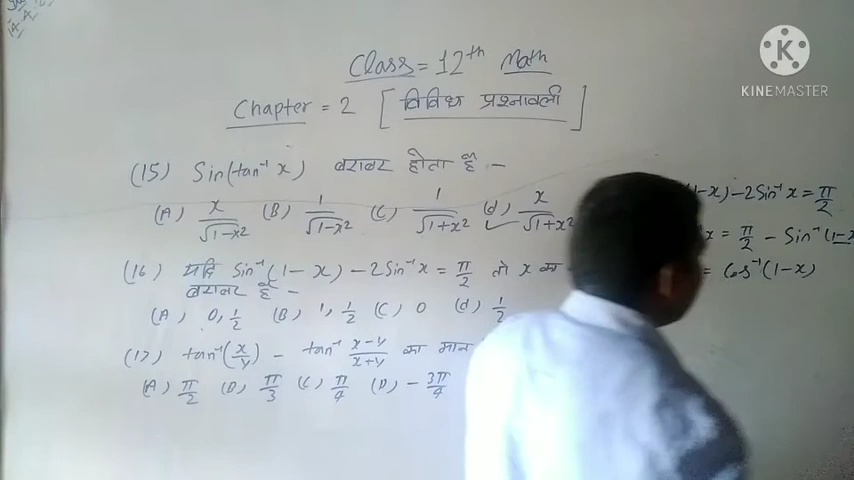 KINEMASTER
Class = 12th Math
Chapter = 2 [विविध प्रश्नावली]
(15) Sin(tan⁻¹ x) बराबर होता है -
(A) x/√1-x² (B) 1/√1-x² (C) 1/√1+x² (d) x/√1+x²
(16) यदि Sin⁻¹(1-x) - 2Sin⁻¹x = π/2 तो x का
बराबर है -
(A) 0, 1/2 (B) 1, 1/2 (C) 0 (d) 1/2
(17) tan⁻¹(x/y) - tan⁻¹ x-y/x+y का मान
(A) π/2 (B) π/3 (C) π/4 (D) -3π/4
-x) - 2Sin⁻¹x = π/2
x = π/2 - Sin⁻¹(1-x
= Cos⁻¹(1-x)